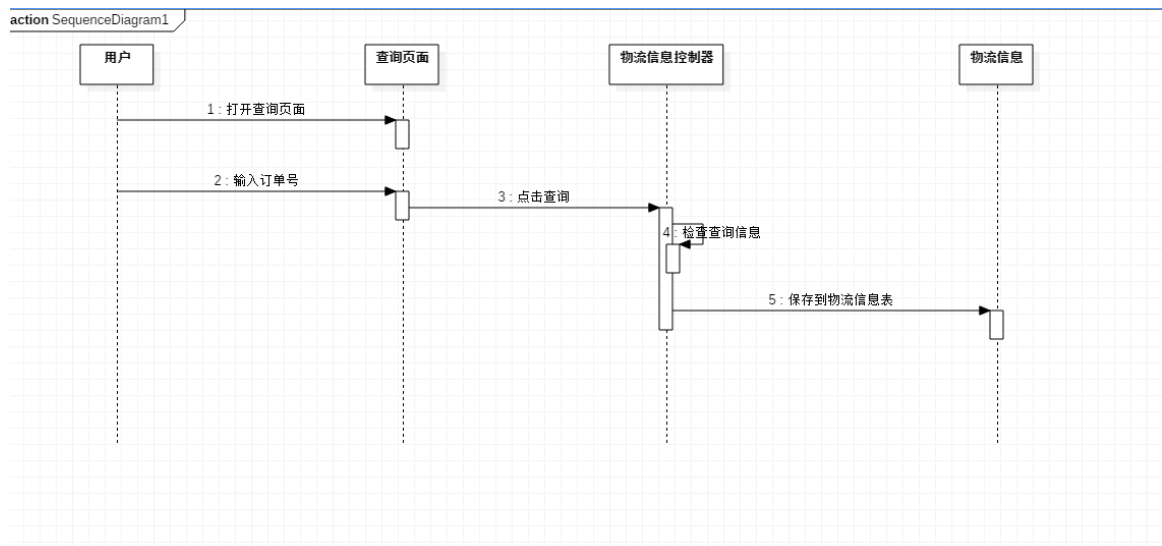 action SequenceDiagram1
用户
查询页面
物流信息控制器
物流信息
1 : 打开查询页面
2 : 输入订单号
3 : 点击查询
4 : 检查查询信息
5 : 保存到物流信息表